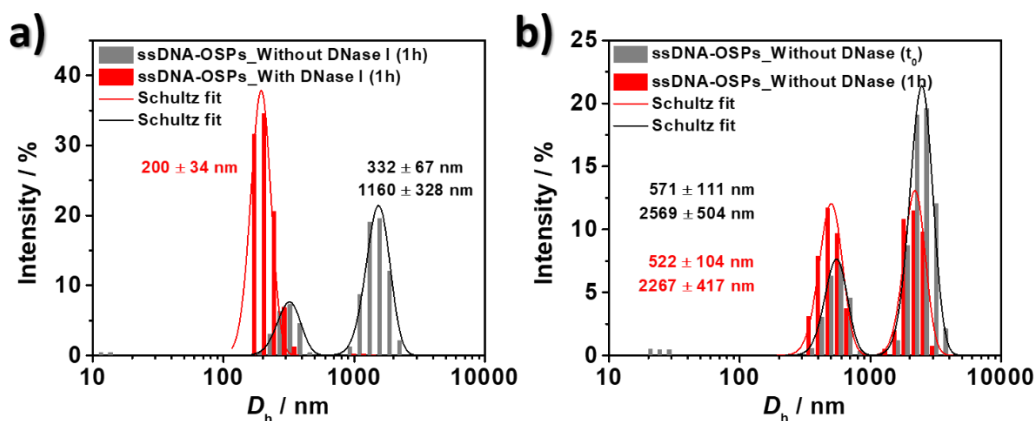 a)
ssDNA-OSPs_Without DNase I (1h)
ssDNA-OSPs_With DNase I (1h)
Schultz fit
Schultz fit
200 ± 34 nm
332 ± 67 nm
1160 ± 328 nm
Intensity / %
40
30
20
10
0
10
100
1000
10000
Dh / nm
b)
ssDNA-OSPs_Without DNase (t0)
ssDNA-OSPs_Without DNase (1h)
Schultz fit
Schultz fit
571 ± 111 nm
2569 ± 504 nm
522 ± 104 nm
2267 ± 417 nm
Intensity / %
25
20
15
10
5
0
10
100
1000
10000
Dh / nm